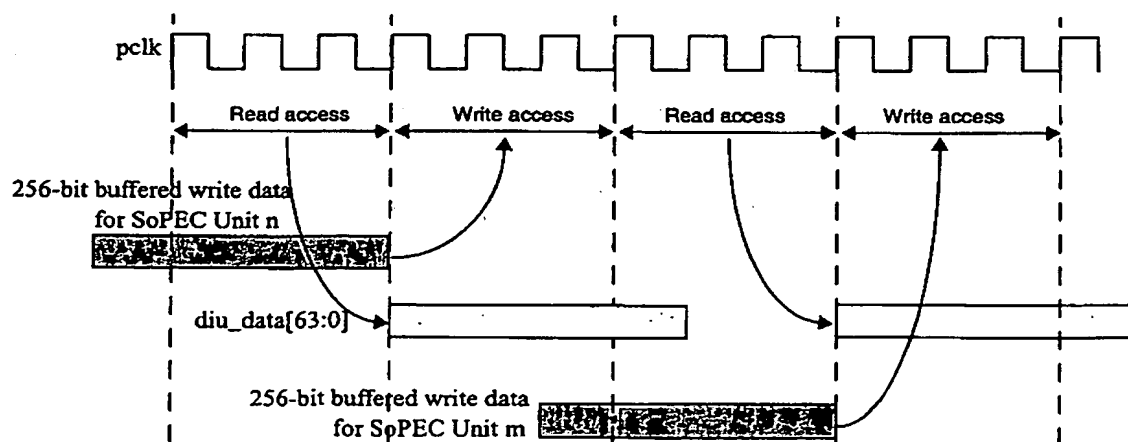 pclk
Read access Write access Read access Write access
256-bit buffered write data
for SoPEC Unit n
diu_data[63:0]
256-bit buffered write data
for SoPEC Unit m